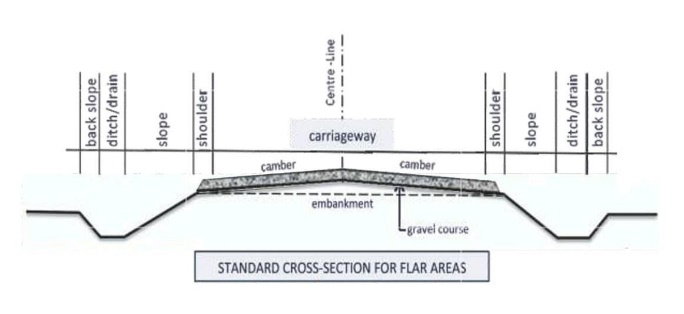 back slope
ditch/drain
slope
shoulder
Centre -Line
shoulder
slope
ditch/drain
back slope
carriageway
camber
camber
embankment
gravel course
STANDARD CROSS-SECTION FOR FLAR AREAS